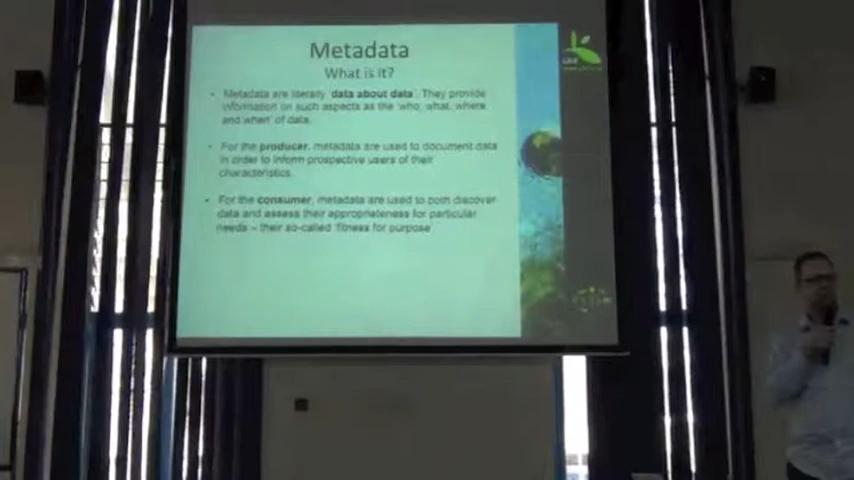 Metadata
What is it?
• Metadata are literally 'data about data'. They provide
information on such aspects as the 'who, what, where
and when' of data.
• For the producer, metadata are used to document data
in order to inform prospective users of their
characteristics.
• For the consumer, metadata are used to both discover
data and assess their appropriateness for particular
needs – their so-called 'fitness for purpose'